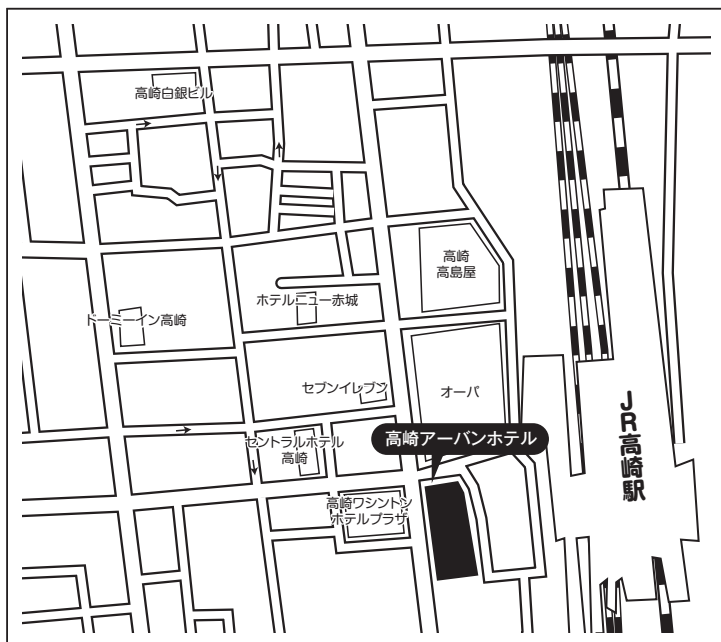 高崎白銀ビル
高崎
高島屋
ホテルニュー赤城
ドーミーイン高崎
セブンイレブン
オーパ
JR高崎駅
高崎アーバンホテル
セントラルホテル
高崎
高崎ワシントン
ホテルプラザ